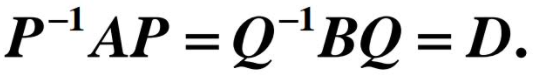 P⁻¹AP = Q⁻¹BQ = D.